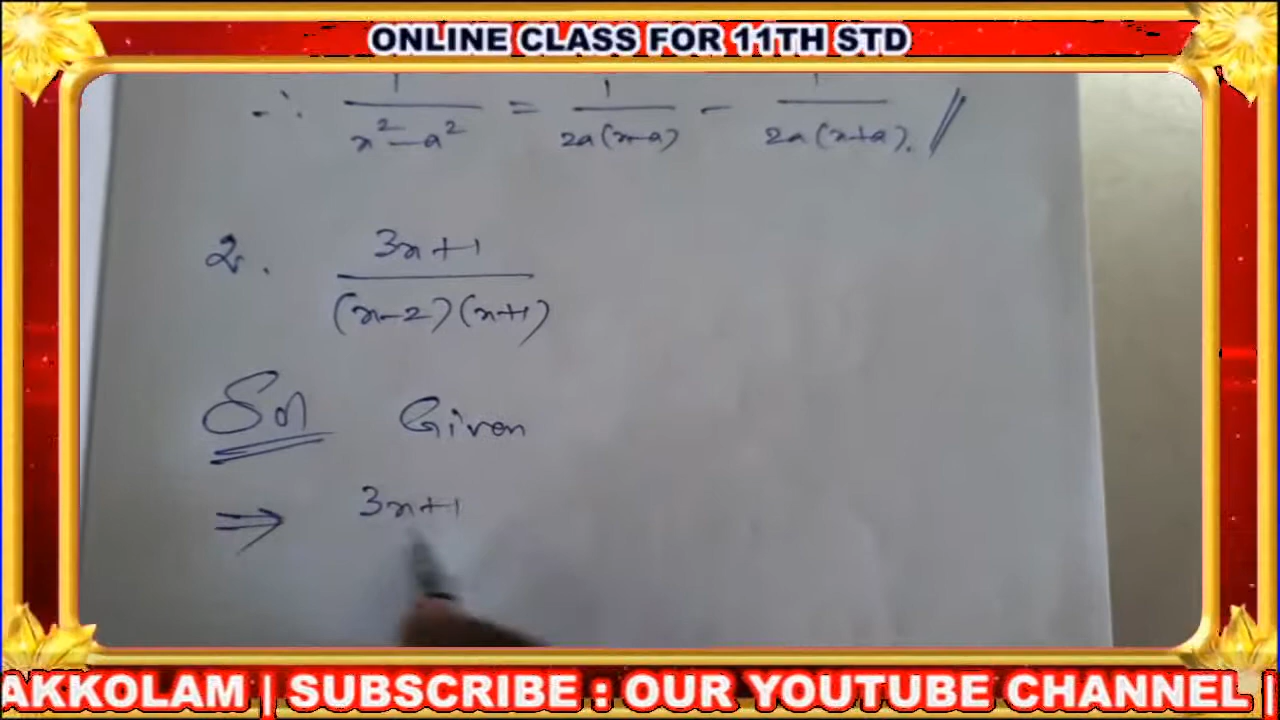 ONLINE CLASS FOR 11TH STD
∴ 1/(x²-a²) = 1/(2a(x-a)) - 1/(2a(x+a)). //
2. (3x+1)/((x-2)(x+1))
Soln Given
⇒ 3x+1
AKKOLAM | SUBSCRIBE : OUR YOUTUBE CHANNEL |